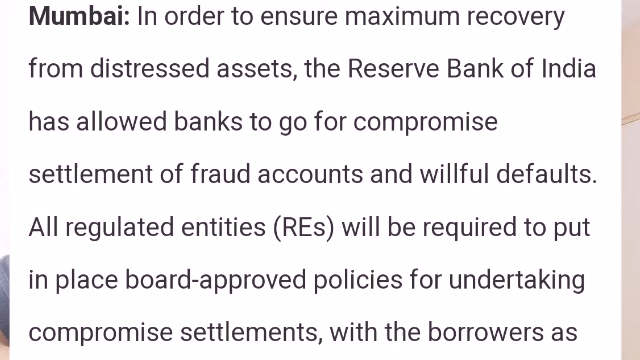 Mumbai: In order to ensure maximum recovery
from distressed assets, the Reserve Bank of India
has allowed banks to go for compromise
settlement of fraud accounts and willful defaults.
All regulated entities (REs) will be required to put
in place board-approved policies for undertaking
compromise settlements, with the borrowers as